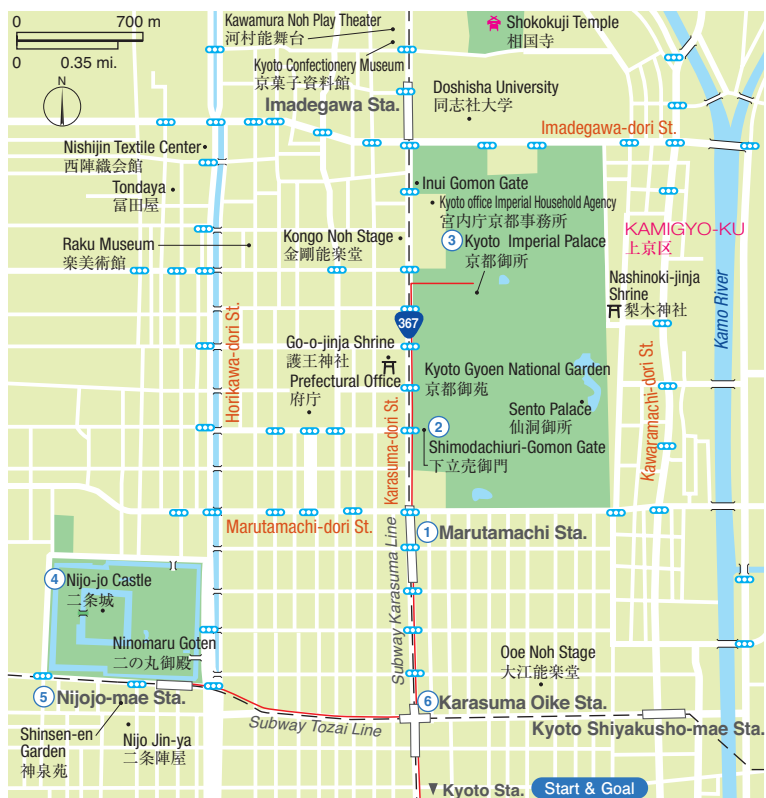 0 700 m
0 0.35 mi.
N
Kawamura Noh Play Theater
河村能舞台
Kyoto Confectionery Museum
京菓子資料館
Imadegawa Sta.
Shokokuji Temple
相国寺
Doshisha University
同志社大学
Imadegawa-dori St.
Nishijin Textile Center
西陣織会館
Tondaya
冨田屋
Inui Gomon Gate
Kyoto office Imperial Household Agency
宮内庁京都事務所
Raku Museum
楽美術館
Kongo Noh Stage
金剛能楽堂
3 Kyoto Imperial Palace
京都御所
KAMIGYO-KU
上京区
Nashinoki-jinja
Shrine
梨木神社
Kamo River
367
Horikawa-dori St.
Go-o-jinja Shrine
護王神社
Prefectural Office
府庁
Karasuma-dori St.
Kyoto Gyoen National Garden
京都御苑
Sento Palace
仙洞御所
Kawaramachi-dori St.
2
Shimodachiuri-Gomon Gate
下立売御門
Marutamachi-dori St.
1 Marutamachi Sta.
Subway Karasuma Line
4 Nijo-jo Castle
二条城
Ninomaru Goten
二の丸御殿
Ooe Noh Stage
大江能楽堂
5 Nijojo-mae Sta.
6 Karasuma Oike Sta.
Subway Tozai Line
Kyoto Shiyakusho-mae Sta.
Shinsen-en
Garden
神泉苑
Nijo Jin-ya
二条陣屋
Kyoto Sta.
Start & Goal